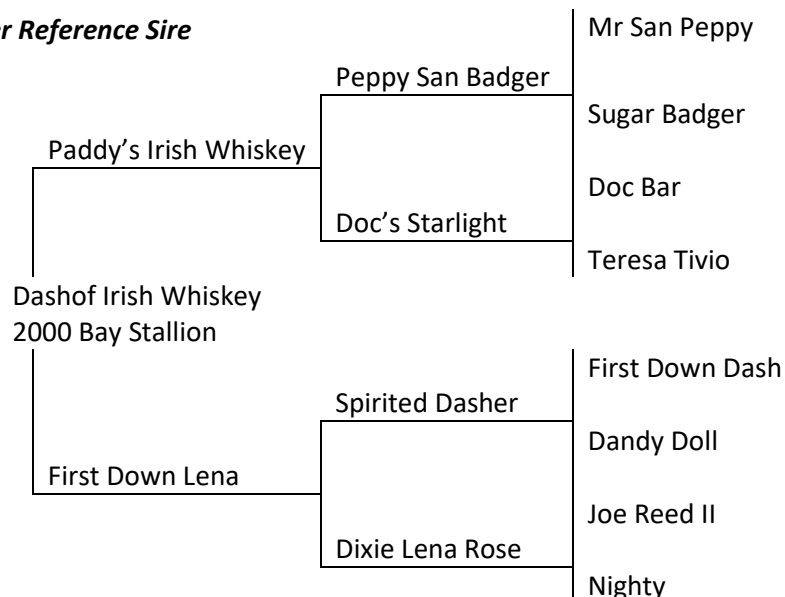 r Reference Sire
Mr San Peppy
Peppy San Badger
Sugar Badger
Paddy’s Irish Whiskey
Doc Bar
Doc’s Starlight
Teresa Tivio
Dashof Irish Whiskey
2000 Bay Stallion
First Down Dash
Spirited Dasher
Dandy Doll
First Down Lena
Joe Reed II
Dixie Lena Rose
Nighty